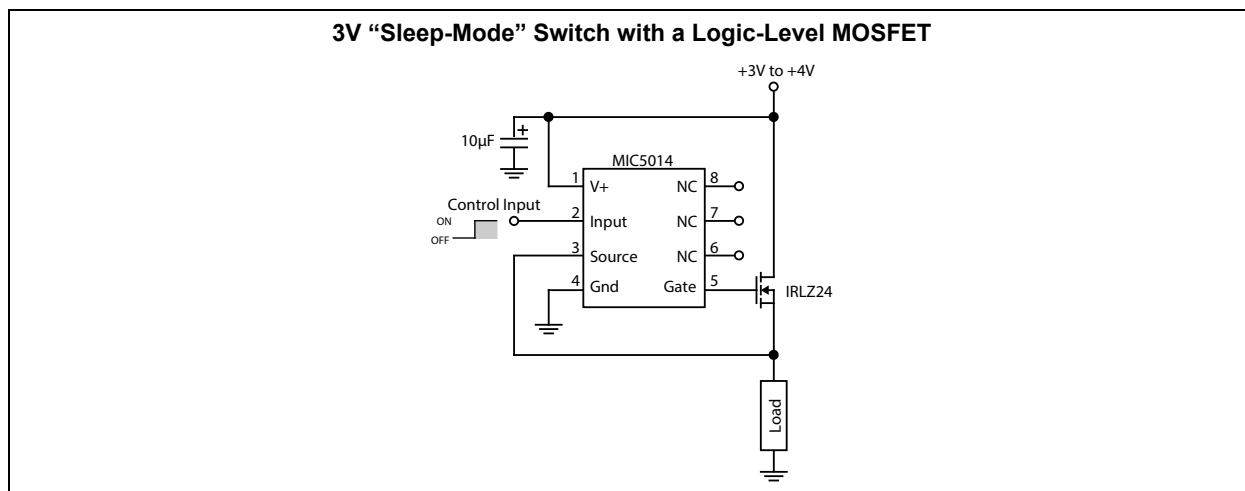 3V “Sleep-Mode” Switch with a Logic-Level MOSFET
+3V to +4V
10µF
+
MIC5014
1
V+
NC
8
Control Input
ON
OFF
2
Input
NC
7
3
Source
NC
6
4
Gnd
Gate
5
IRLZ24
Load